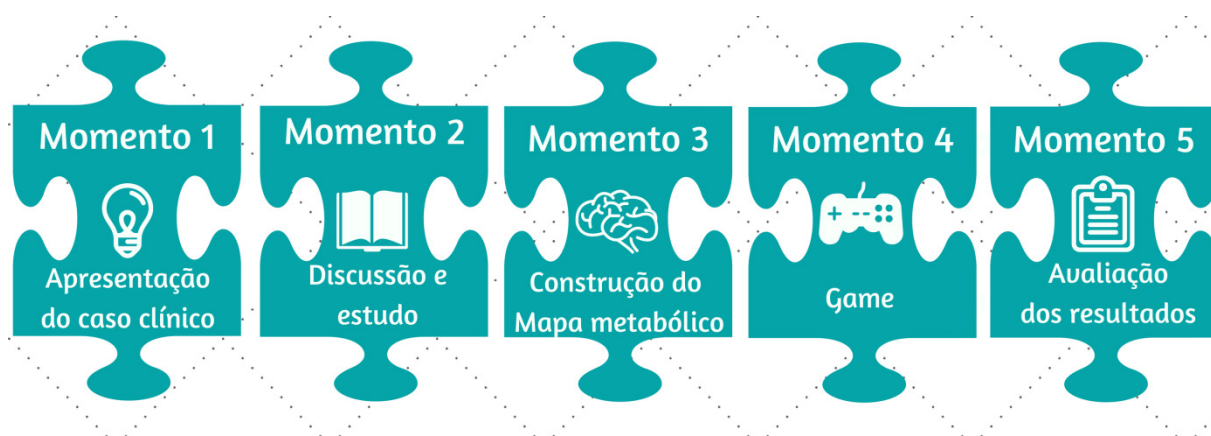 Momento 1
Apresentação
do caso clínico
Momento 2
Discussão e
estudo
Momento 3
Construção do
Mapa metabólico
Momento 4
Game
Momento 5
Avaliação
dos resultados